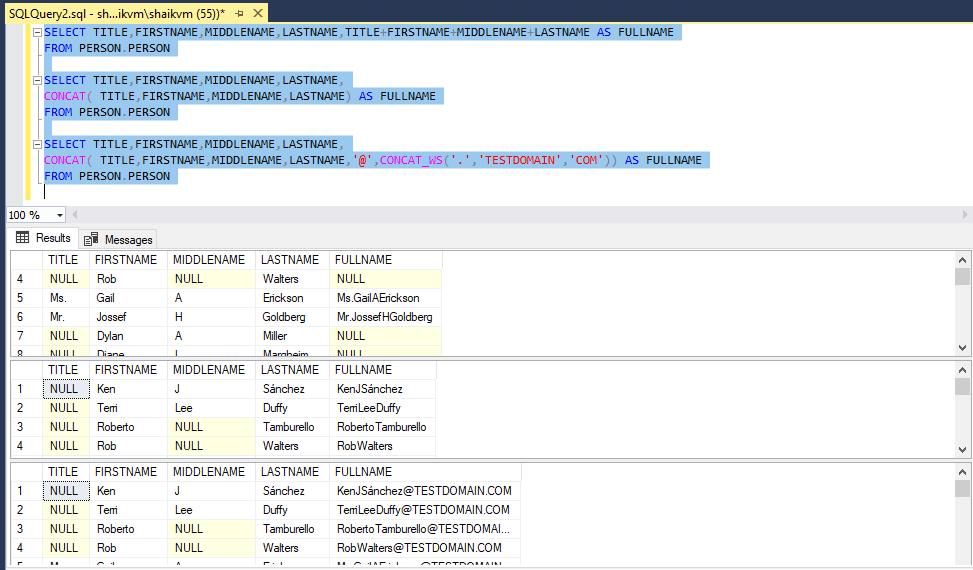 SQLQuery2.sql - sh...ikvm\shaikvm (55))*
SELECT TITLE,FIRSTNAME,MIDDLENAME,LASTNAME,TITLE+FIRSTNAME+MIDDLENAME+LASTNAME AS FULLNAME
FROM PERSON.PERSON
SELECT TITLE,FIRSTNAME,MIDDLENAME,LASTNAME,
CONCAT( TITLE,FIRSTNAME,MIDDLENAME,LASTNAME) AS FULLNAME
FROM PERSON.PERSON
SELECT TITLE,FIRSTNAME,MIDDLENAME,LASTNAME,
CONCAT( TITLE,FIRSTNAME,MIDDLENAME,LASTNAME,'@',CONCAT_WS('.','TESTDOMAIN','COM')) AS FULLNAME
FROM PERSON.PERSON
100 %
Results Messages
TITLE FIRSTNAME MIDDLENAME LASTNAME FULLNAME
4 NULL Rob NULL Walters NULL
5 Ms. Gail A Erickson Ms.GailAErickson
6 Mr. Jossef H Goldberg Mr.JossefHGoldberg
7 NULL Dylan A Miller NULL
8 NULL Diane L Margheim NULL
TITLE FIRSTNAME MIDDLENAME LASTNAME FULLNAME
1 NULL Ken J Sánchez KenJSánchez
2 NULL Terri Lee Duffy TerriLeeDuffy
3 NULL Roberto NULL Tamburello RobertoTamburello
4 NULL Rob NULL Walters RobWalters
TITLE FIRSTNAME MIDDLENAME LASTNAME FULLNAME
1 NULL Ken J Sánchez KenJSánchez@TESTDOMAIN.COM
2 NULL Terri Lee Duffy TerriLeeDuffy@TESTDOMAIN.COM
3 NULL Roberto NULL Tamburello RobertoTamburello@TESTDOMAI...
4 NULL Rob NULL Walters RobWalters@TESTDOMAIN.COM